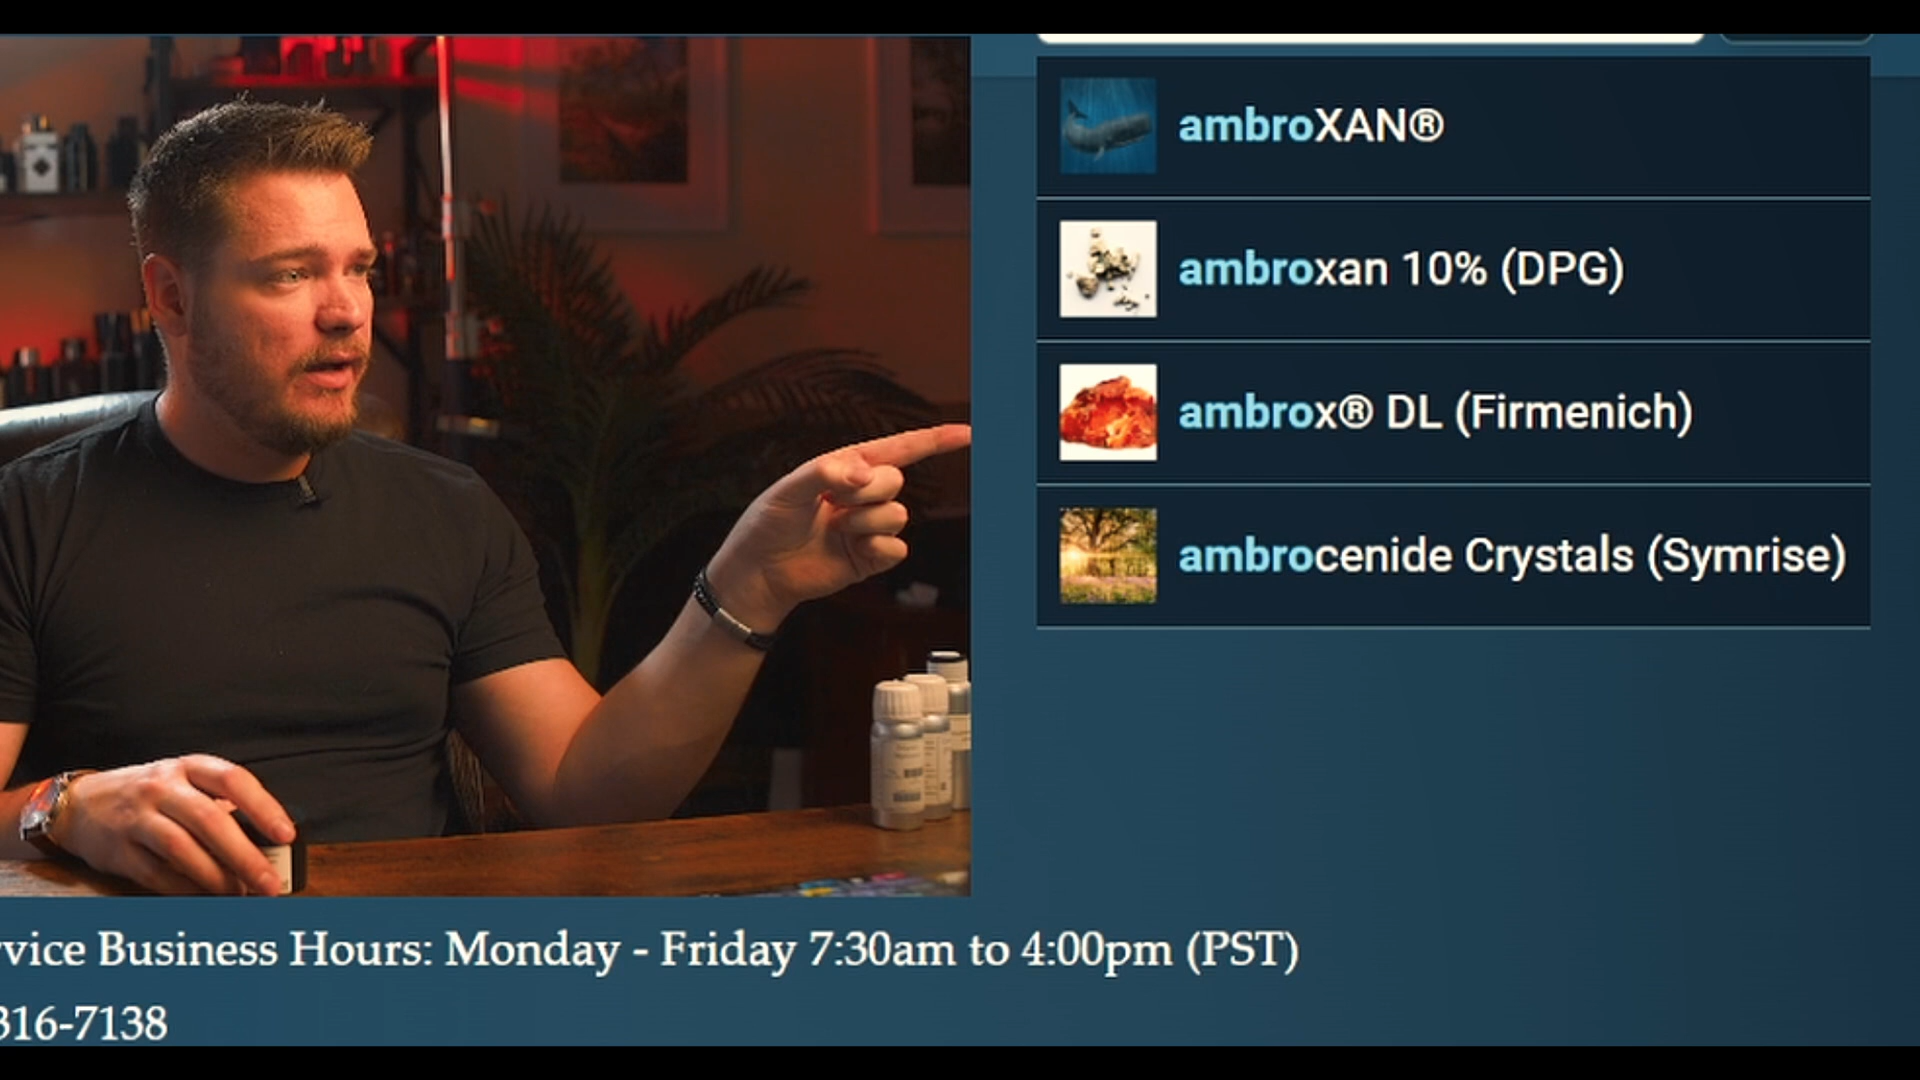 ambroXAN®
ambroxan 10% (DPG)
ambrox® DL (Firmenich)
ambrocenide Crystals (Symrise)
vice Business Hours: Monday - Friday 7:30am to 4:00pm (PST)
316-7138